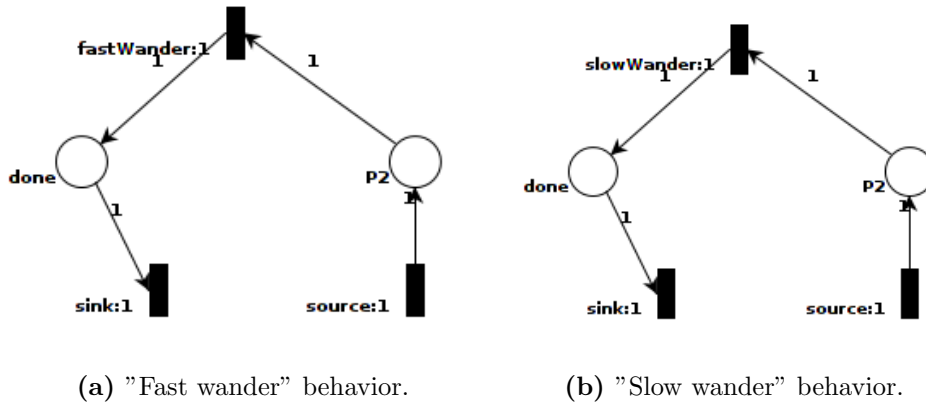 fastWander:1
1
1
done
P2
1
1
sink:1
source:1
slowWander:1
1
1
done
P2
1
1
sink:1
source:1
(a) ”Fast wander” behavior.
(b) ”Slow wander” behavior.